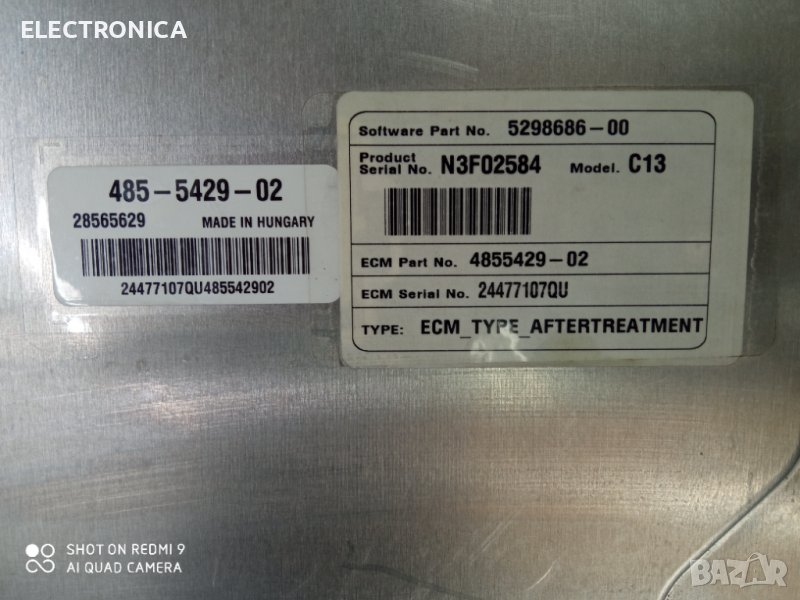 ELECTRONICA
485-5429-02
28565629 MADE IN HUNGARY
24477107QU485542902
Software Part No. 5298686-00
Product
Serial No. N3F02584 Model. C13
ECM Part No. 4855429-02
ECM Serial No. 24477107QU
TYPE: ECM_TYPE_AFTERTREATMENT
SHOT ON REDMI 9
AI QUAD CAMERA
BAZAR